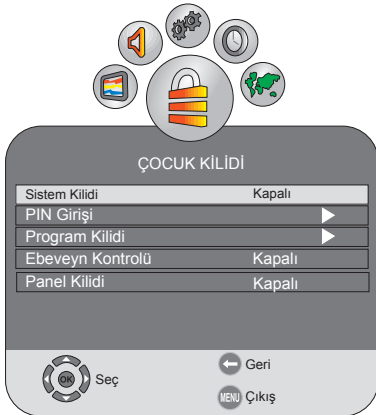 ÇOCUK KİLİDİ
Sistem Kilidi Kapalı
PIN Girişi
Program Kilidi
Ebeveyn Kontrolü Kapalı
Panel Kilidi Kapalı
OK Seç
Geri
MENU Çıkış